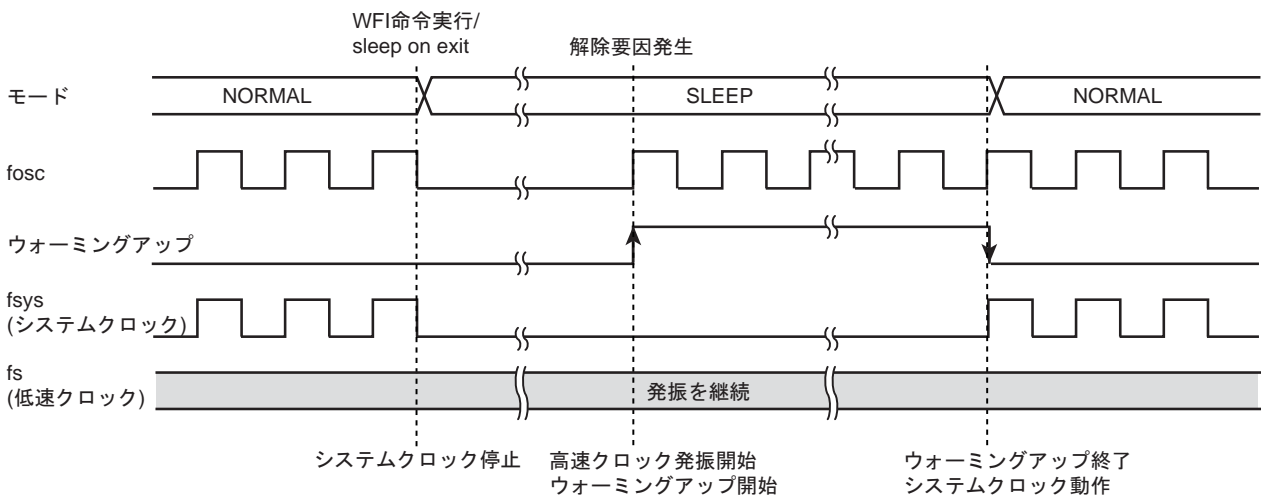 WFI命令実行/
sleep on exit
解除要因発生
モード
NORMAL
SLEEP
NORMAL
fosc
ウォーミングアップ
fsys
(システムクロック)
fs
(低速クロック)
発振を継続
システムクロック停止
高速クロック発振開始
ウォーミングアップ開始
ウォーミングアップ終了
システムクロック動作